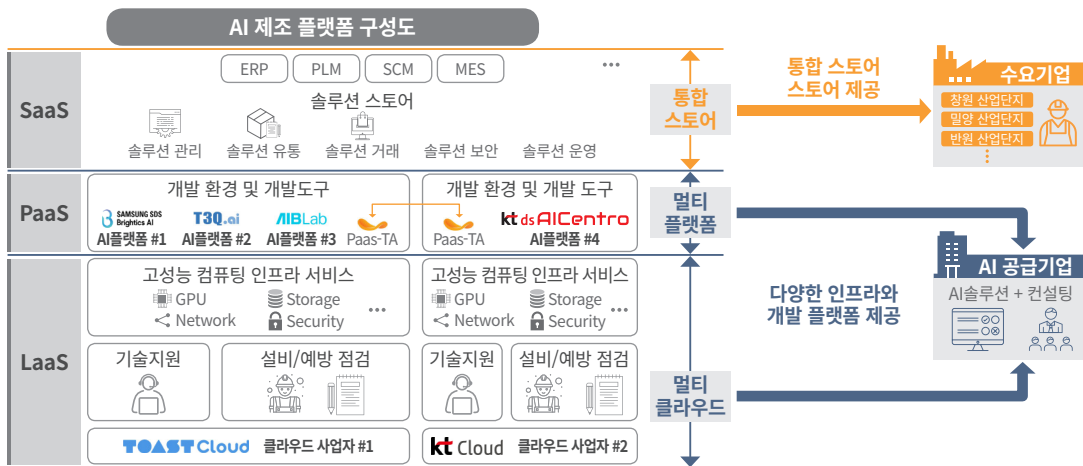 AI 제조 플랫폼 구성도
SaaS
ERP
PLM
SCM
MES
...
솔루션 스토어
솔루션 관리
솔루션 유통
솔루션 거래
솔루션 보안
솔루션 운영
통합
스토어
통합 스토어
스토어 제공
수요기업
창원 산업단지
밀양 산업단지
반원 산업단지
PaaS
개발 환경 및 개발도구
SAMSUNG SDS
Brightics AI
AI플랫폼 #1
T3Q.ai
AI플랫폼 #2
AIBLab
AI플랫폼 #3
Paas-TA
개발 환경 및 개발 도구
Paas-TA
kt ds AICentro
AI플랫폼 #4
멀티
플랫폼
AI 공급기업
AI솔루션 + 컨설팅
다양한 인프라와
개발 플랫폼 제공
LaaS
고성능 컴퓨팅 인프라 서비스
GPU
Storage
Network
Security
...
고성능 컴퓨팅 인프라 서비스
GPU
Storage
Network
Security
...
기술지원
설비/예방 점검
기술지원
설비/예방 점검
멀티
클라우드
TOAST Cloud 클라우드 사업자 #1
kt Cloud 클라우드 사업자 #2